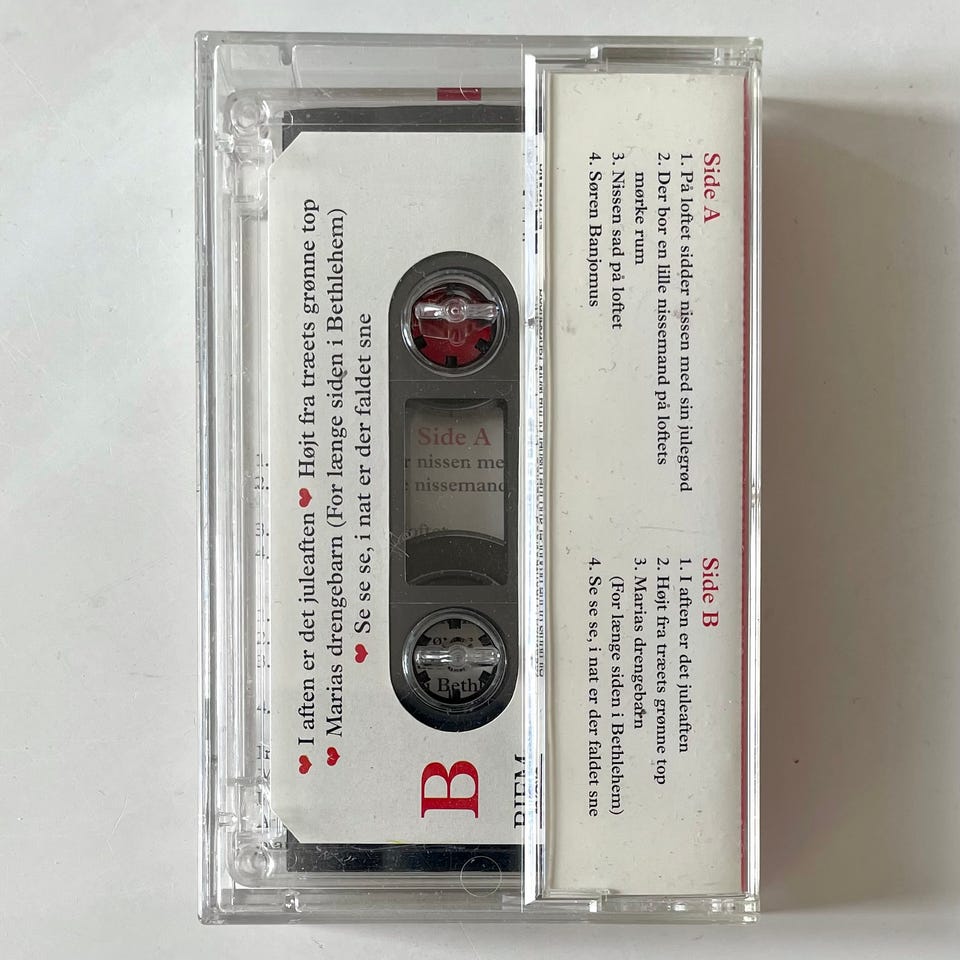 Side A
1. På loftet sidder nissen med sin julegrød
2. Der bor en lille nissemand på loftets
mørke rum
3. Nissen sad på loftet
4. Søren Banjomus
Side B
1. I aften er det juleaften
2. Højt fra træets grønne top
3. Marias drengebarn
(For længe siden i Bethlehem)
4. Se se se, i nat er der faldet sne
❤ I aften er det juleaften ❤ Højt fra træets grønne top
❤ Marias drengebarn (For længe siden i Bethlehem)
❤ Se se se, i nat er der faldet sne
B
Side A
nissen
nissemand